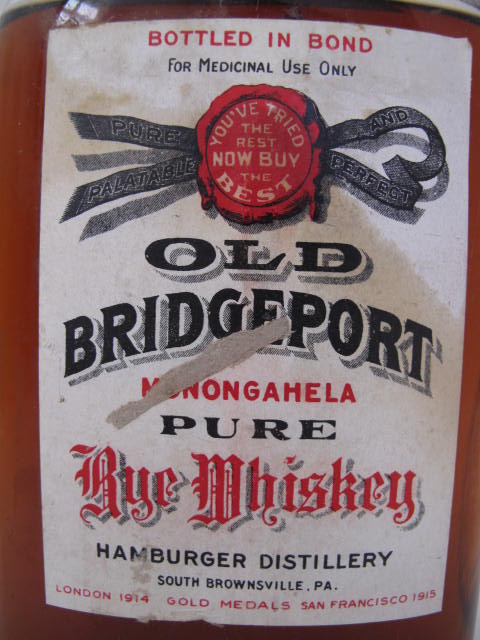 BOTTLED IN BOND
FOR MEDICINAL USE ONLY
YOU'VE TRIED
THE
REST
NOW BUY
THE
BEST
PURE
PALATABLE
AND
PERFECT
OLD
BRIDGEPORT
MONONGAHELA
PURE
Rye Whiskey
HAMBURGER DISTILLERY
SOUTH BROWNSVILLE, PA.
LONDON 1914 GOLD MEDALS SAN FRANCISCO 1915